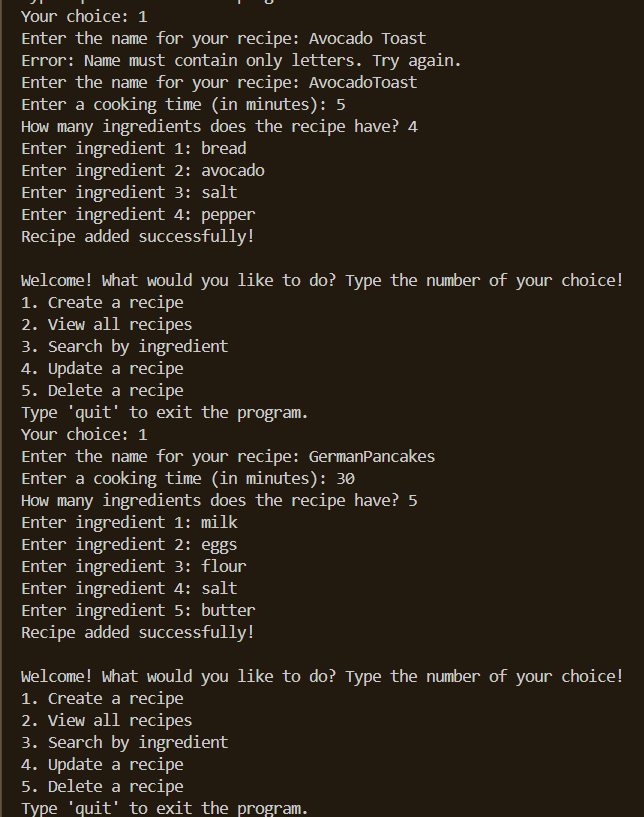 Your choice: 1
Enter the name for your recipe: Avocado Toast
Error: Name must contain only letters. Try again.
Enter the name for your recipe: AvocadoToast
Enter a cooking time (in minutes): 5
How many ingredients does the recipe have? 4
Enter ingredient 1: bread
Enter ingredient 2: avocado
Enter ingredient 3: salt
Enter ingredient 4: pepper
Recipe added successfully!

Welcome! What would you like to do? Type the number of your choice!
1. Create a recipe
2. View all recipes
3. Search by ingredient
4. Update a recipe
5. Delete a recipe
Type 'quit' to exit the program.
Your choice: 1
Enter the name for your recipe: GermanPancakes
Enter a cooking time (in minutes): 30
How many ingredients does the recipe have? 5
Enter ingredient 1: milk
Enter ingredient 2: eggs
Enter ingredient 3: flour
Enter ingredient 4: salt
Enter ingredient 5: butter
Recipe added successfully!

Welcome! What would you like to do? Type the number of your choice!
1. Create a recipe
2. View all recipes
3. Search by ingredient
4. Update a recipe
5. Delete a recipe
Type 'quit' to exit the program.